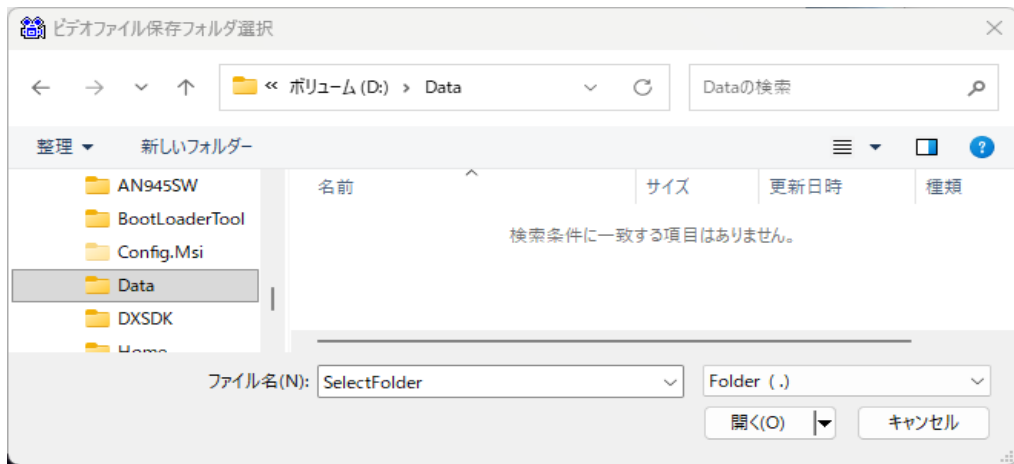 ビデオファイル保存フォルダ選択
« ボリューム (D:) › Data
Dataの検索
整理 新しいフォルダー
名前 サイズ 更新日時 種類
検索条件に一致する項目はありません。
AN945SW
BootLoaderTool
Config.Msi
Data
DXSDK
Home
ファイル名(N): SelectFolder
Folder (.)
開く(O) キャンセル